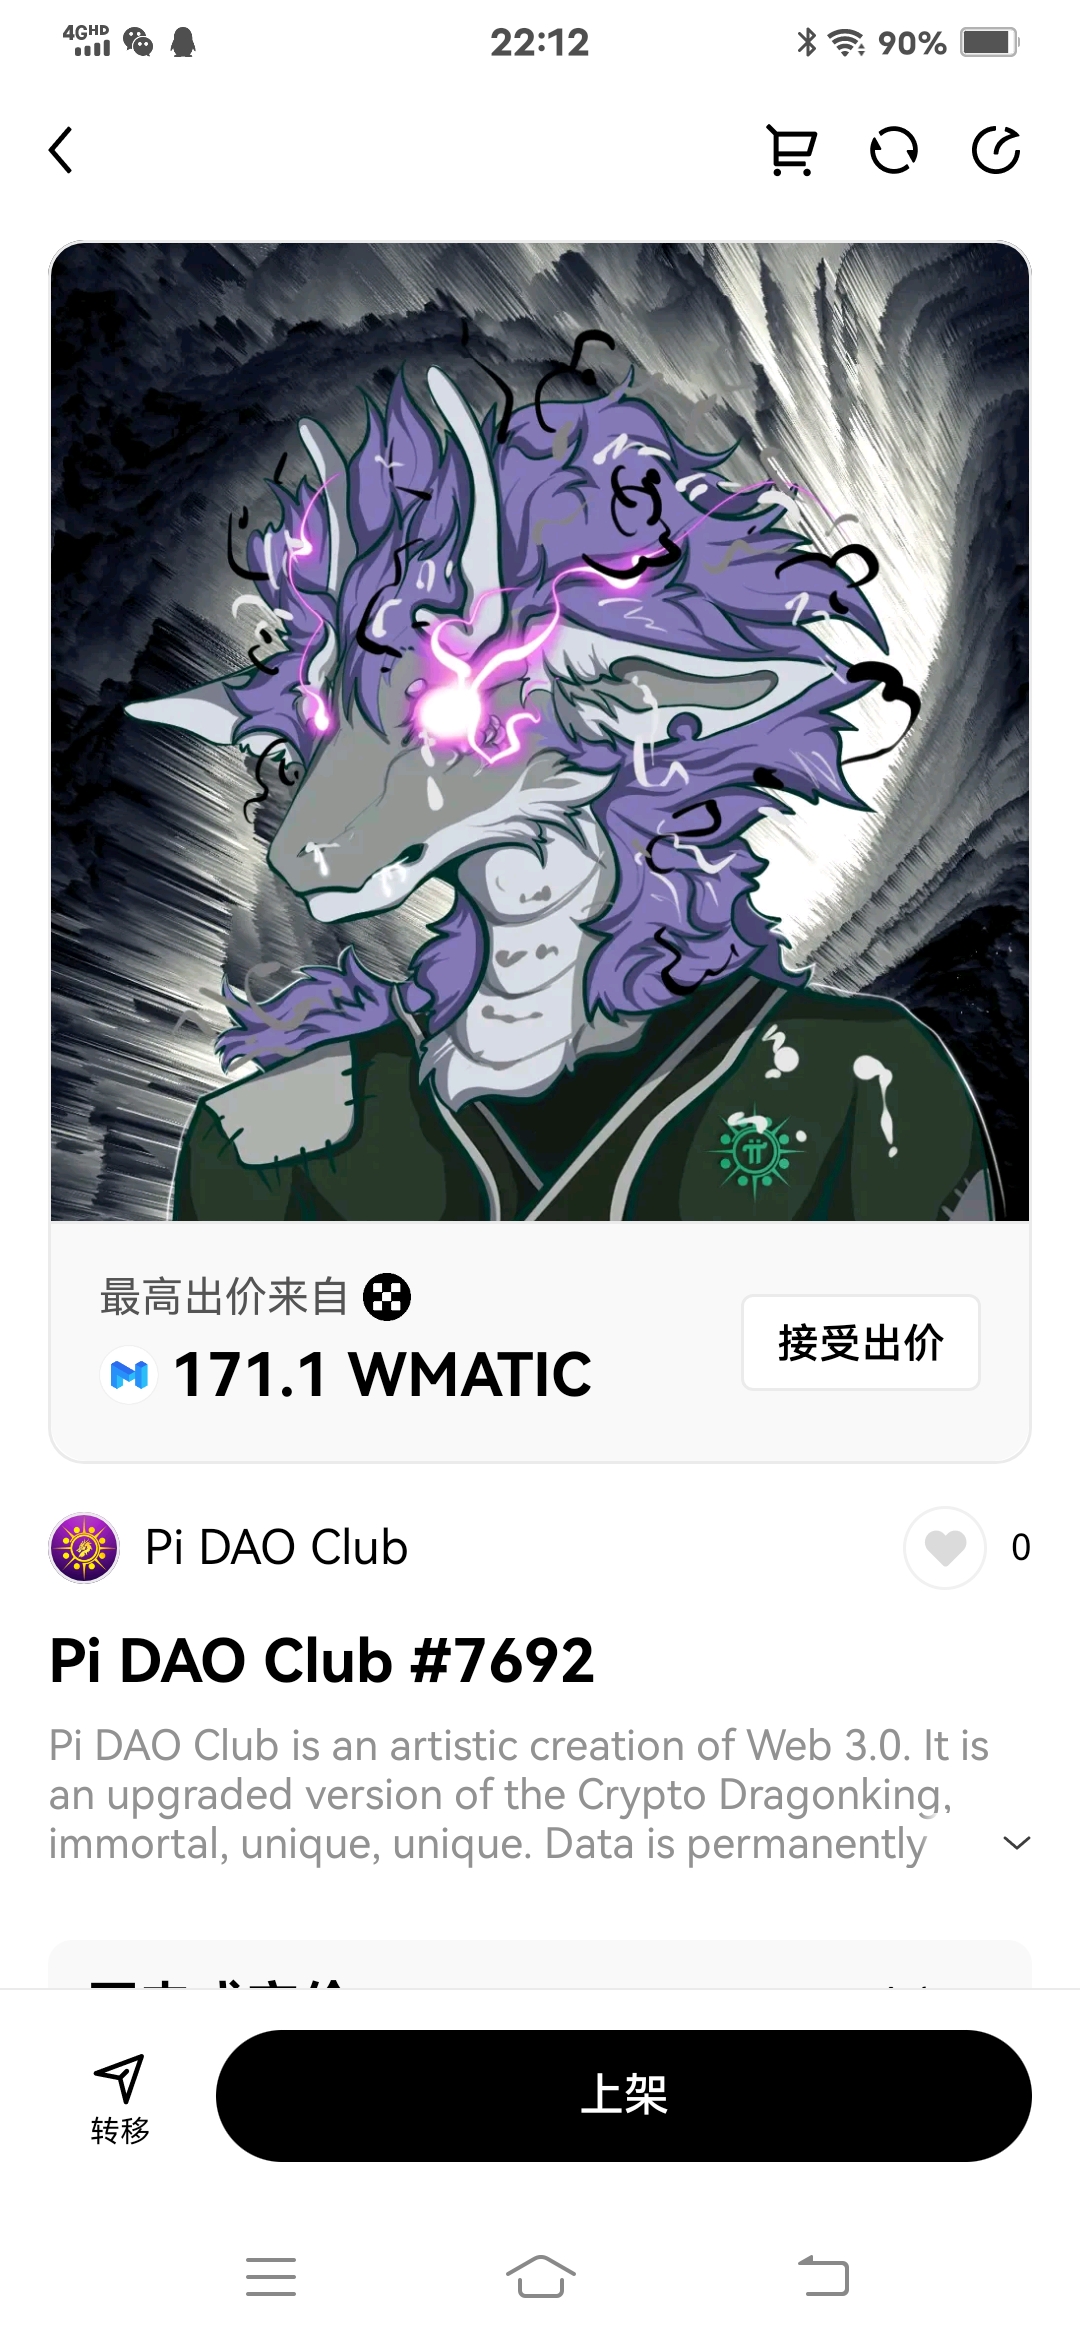 4GHD
22:12
90%
最高出价来自
171.1 WMATIC
接受出价
Pi DAO Club
0
Pi DAO Club #7692
Pi DAO Club is an artistic creation of Web 3.0. It is
an upgraded version of the Crypto Dragonking,
immortal, unique, unique. Data is permanently
转移
上架